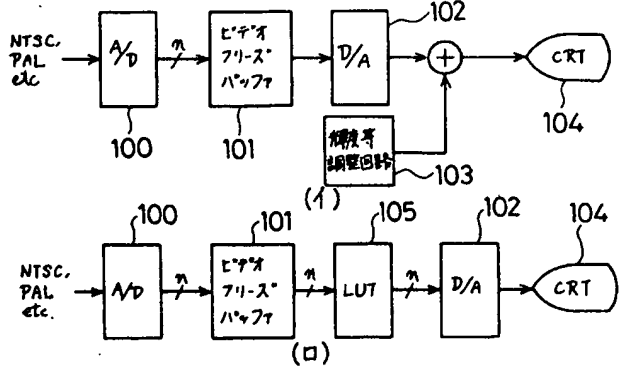 102
NTSC,
PAL
etc
A/D
n
ビデオ
フリーズ
バッファ
D/A
+
CRT
100
101
輝度等
調整回路
103
104
(イ)
100
101
105
102
104
NTSC,
PAL
etc.
A/D
n
ビデオ
フリーズ
バッファ
n
LUT
n
D/A
CRT
(ロ)